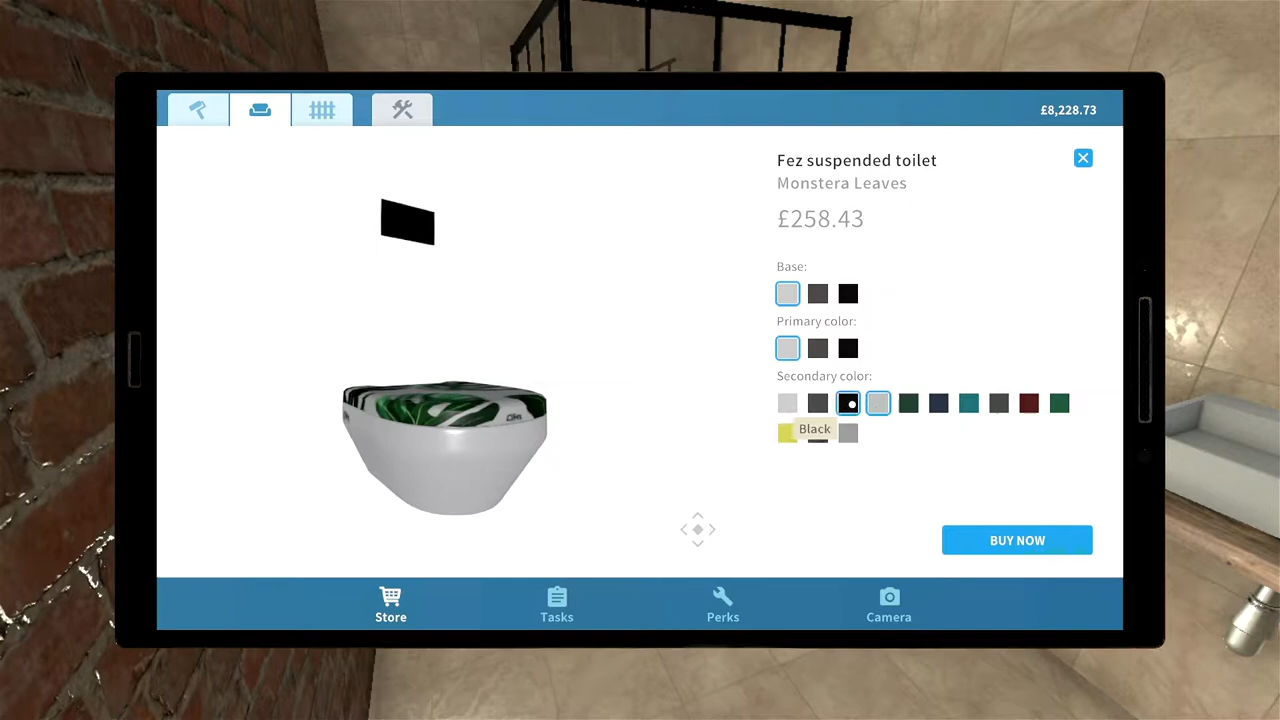 £8,228.73
Fez suspended toilet
Monstera Leaves
£258.43
Base:
Primary color:
Secondary color:
Black
BUY NOW
Store
Tasks
Perks
Camera